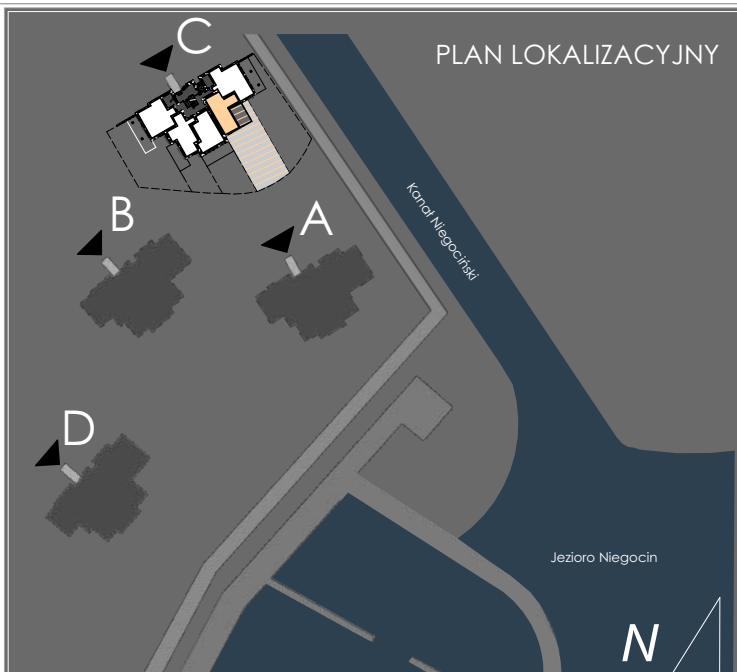 PLAN LOKALIZACYJNY
C
B
A
Kanał Niegociński
D
Jezioro Niegocin
N